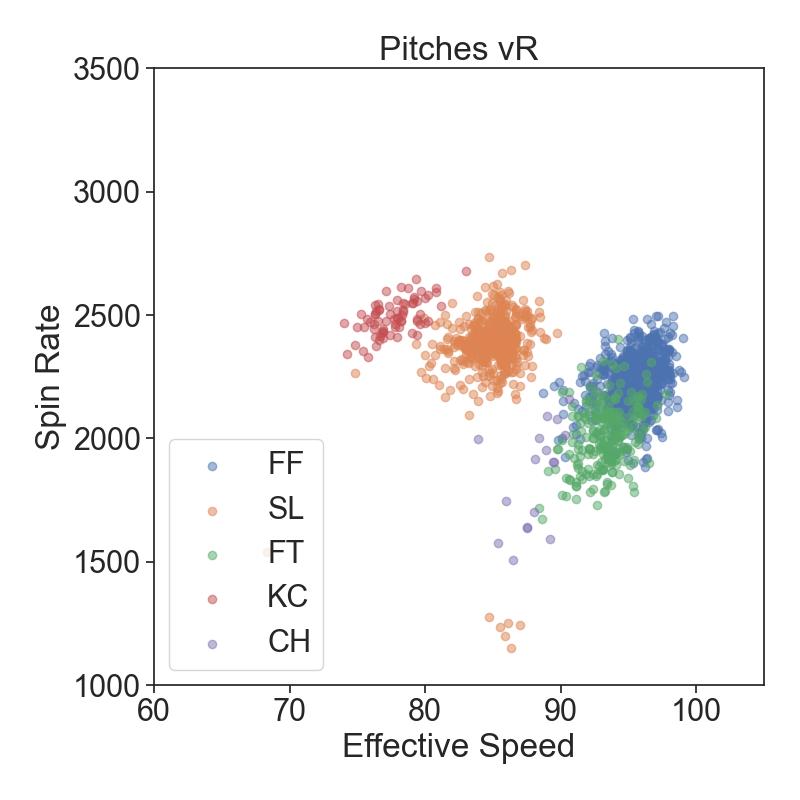 Pitches vR
3500
3000
2500
2000
1500
1000
Spin Rate
FF
SL
FT
KC
CH
60 70 80 90 100
Effective Speed